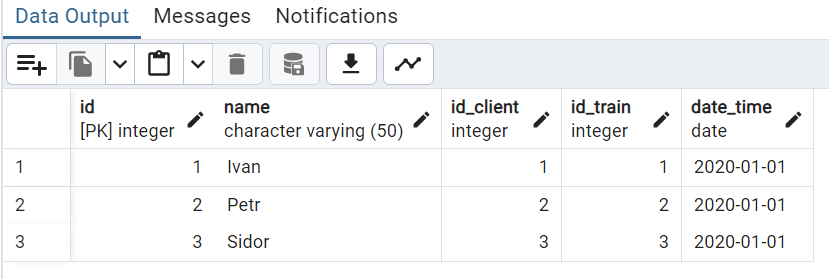 Data Output Messages Notifications
id name id_client id_train date_time
[PK] integer character varying (50) integer integer date
1 1 Ivan 1 1 2020-01-01
2 2 Petr 2 2 2020-01-01
3 3 Sidor 3 3 2020-01-01